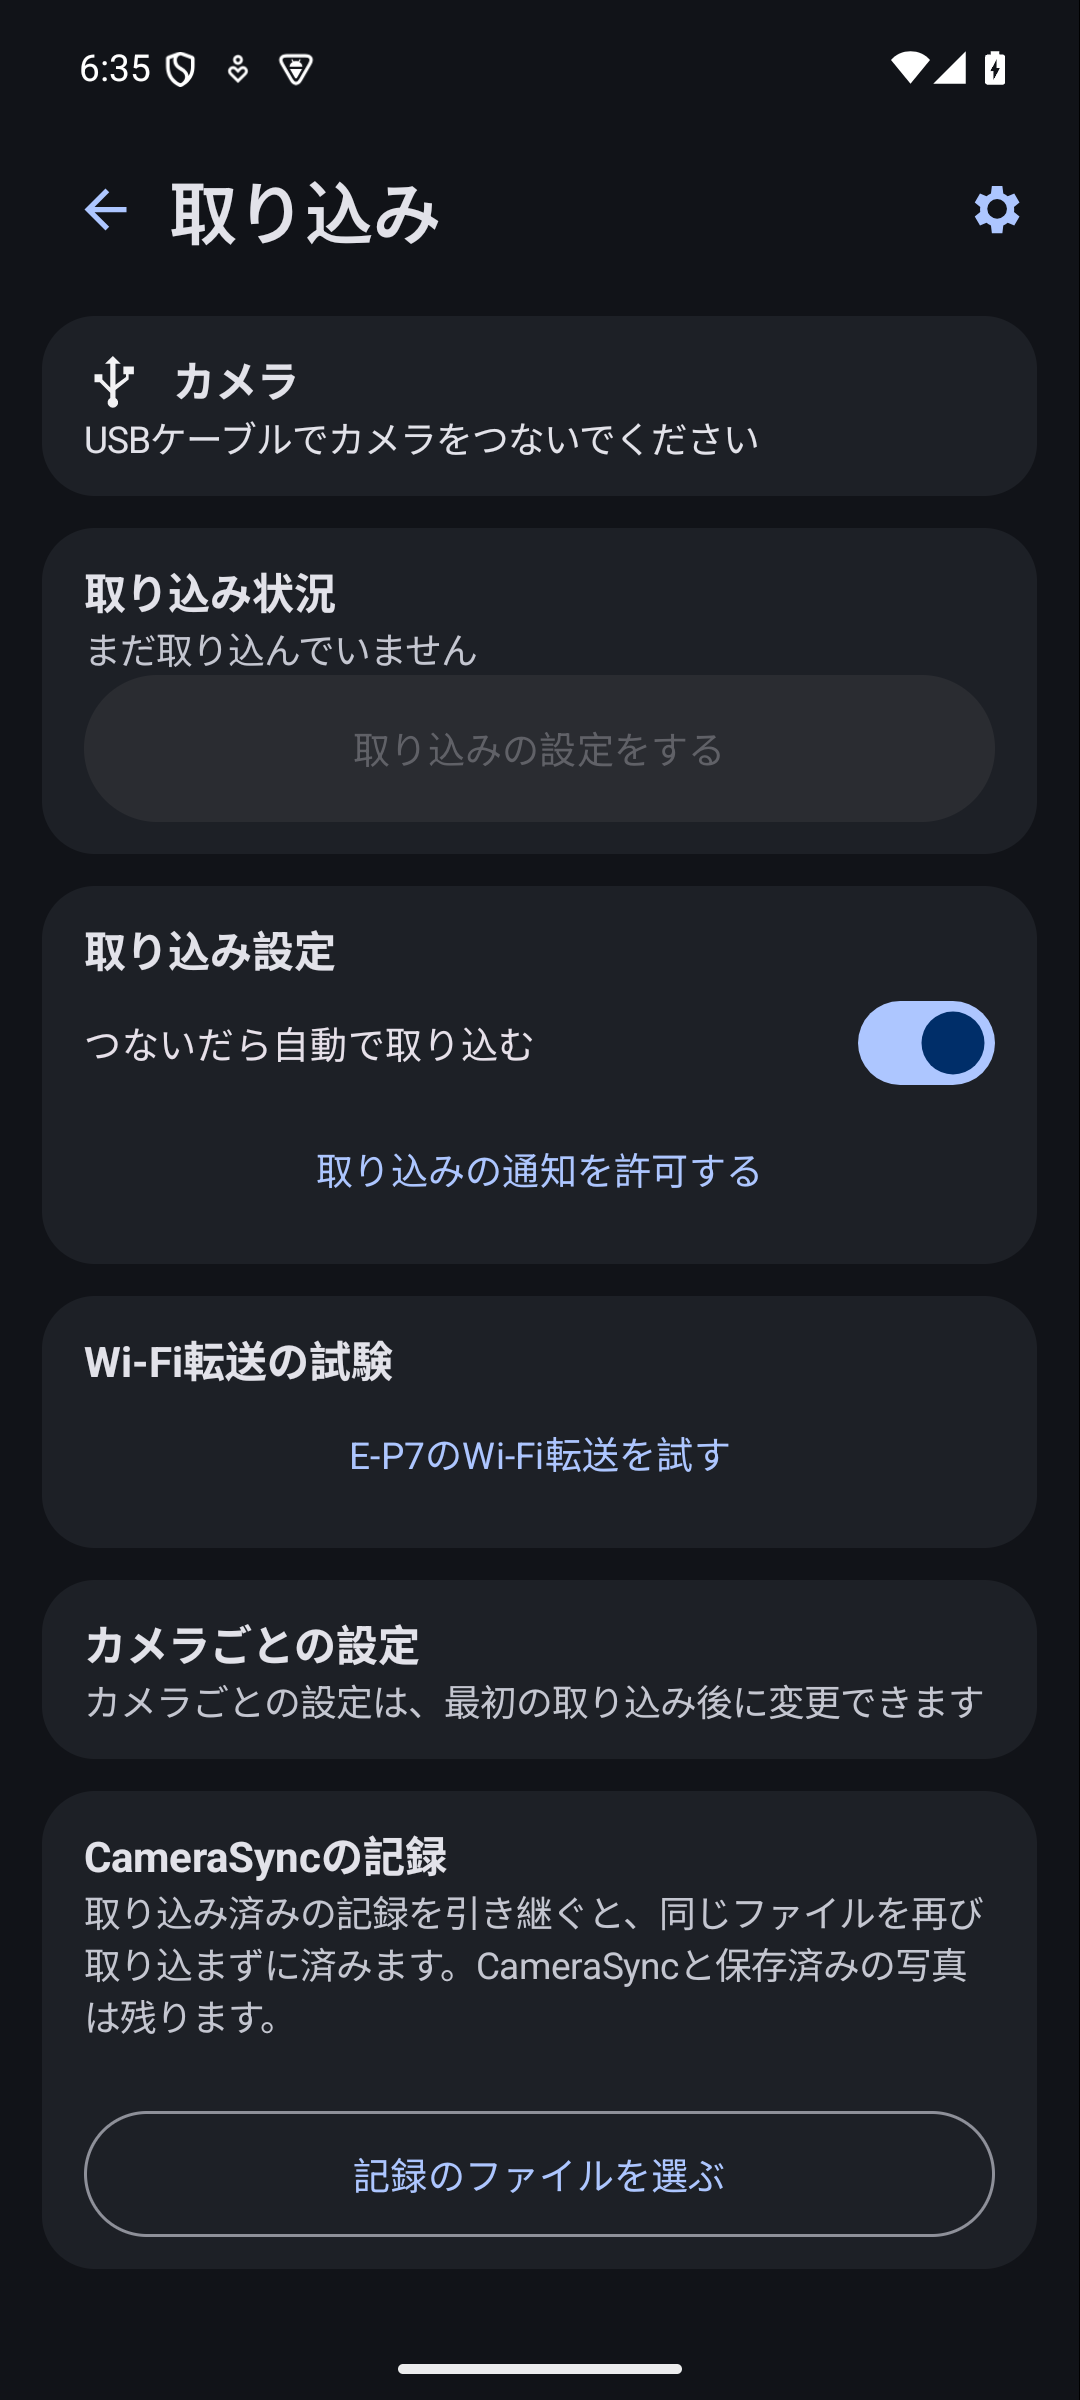 6:35
取り込み
カメラ
USBケーブルでカメラをつないでください
取り込み状況
まだ取り込んでいません
取り込みの設定をする
取り込み設定
つないだら自動で取り込む
取り込みの通知を許可する
Wi-Fi転送の試験
E-P7のWi-Fi転送を試す
カメラごとの設定
カメラごとの設定は、最初の取り込み後に変更できます
CameraSyncの記録
取り込み済みの記録を引き継ぐと、同じファイルを再び
取り込まずに済みます。CameraSyncと保存済みの写真
は残ります。
記録のファイルを選ぶ